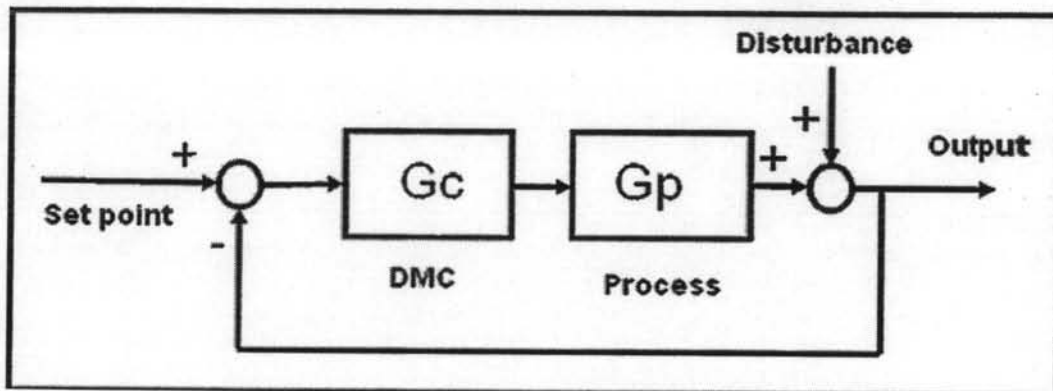 Disturbance
+
+
+
Output
Gc
Gp
Set point
-
DMC
Process